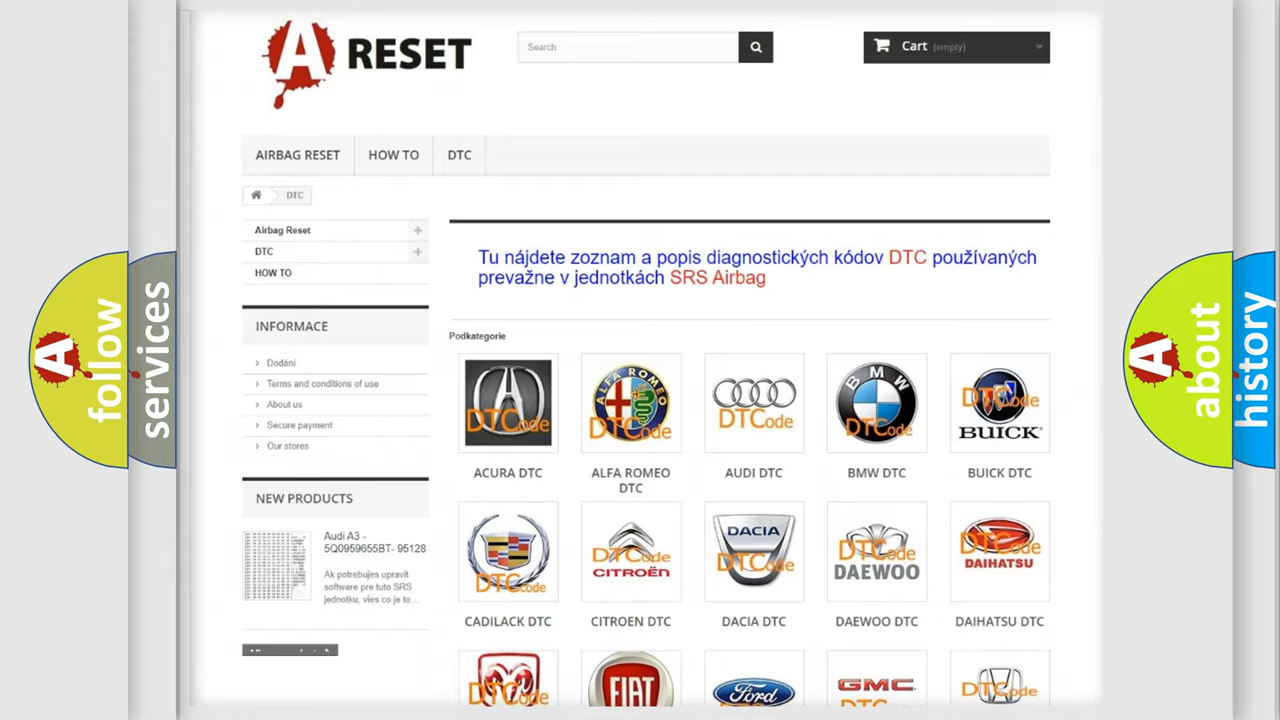 A RESET
Search
Cart (empty)
AIRBAG RESET
HOW TO
DTC
DTC
Airbag Reset
DTC
HOW TO
INFORMACE
Dodání
Terms and conditions of use
About us
Secure payment
Our stores
NEW PRODUCTS
Audi A3 -
5Q0959655BT- 95128
Ak potrebujes upravit
software pre tuto SRS
jednotku, vies co je to...
Tu nájdete zoznam a popis diagnostických kódov DTC používaných
prevažne v jednotkách SRS Airbag
Podkategorie
DTCode
ALFA ROMEO
DTCode
DTCode
BMW
DTCode
DTCode
BUICK
ACURA DTC
ALFA ROMEO
DTC
AUDI DTC
BMW DTC
BUICK DTC
DTCode
DTCode
CITROËN
DACIA
DTCode
DTCode
DAEWOO
DTCode
DAIHATSU
CADILACK DTC
CITROEN DTC
DACIA DTC
DAEWOO DTC
DAIHATSU DTC
DTCode
FIAT
Ford
GMC
DTCode
A follow
services
A about
history